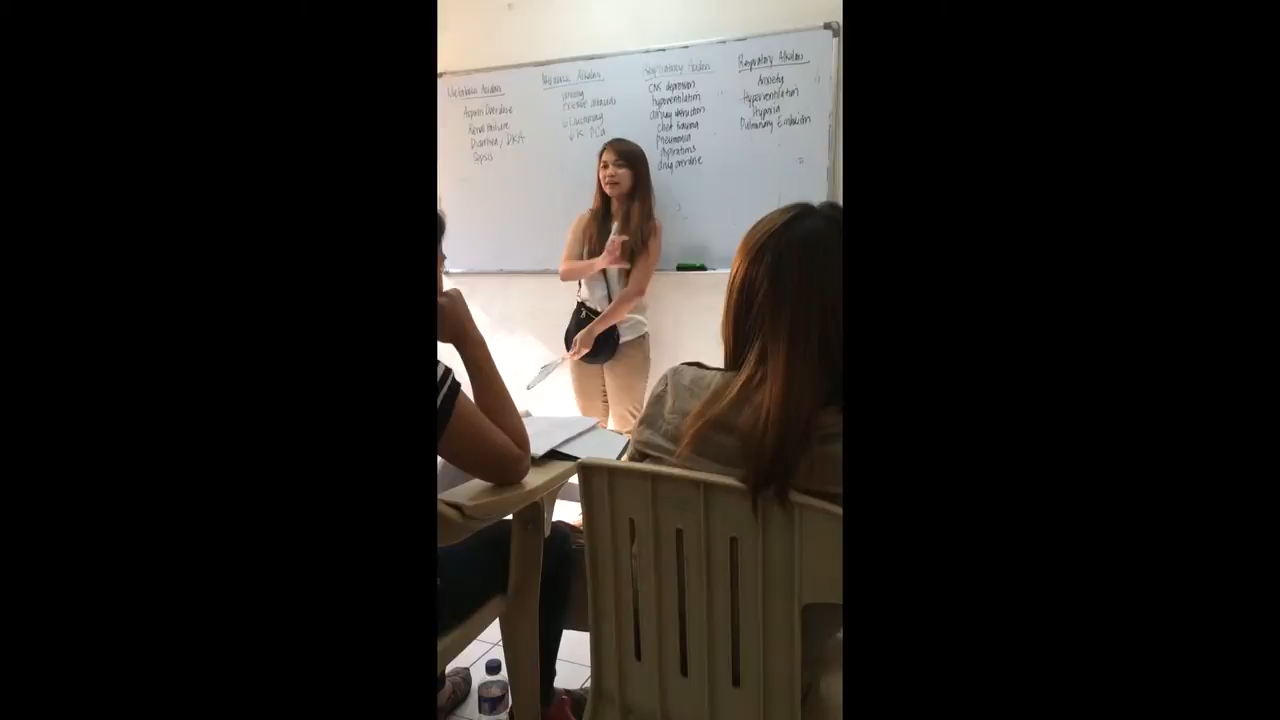 Metabolic Acidosis
Aspirin Overdose
Renal Failure
Diarrhea / DKA
Sepsis
Metabolic Alkalosis
Vomiting
↓K
Respiratory Acidosis
CNS depression
hypoventilation
airway obstruction
chest trauma
pneumonia
aspirations
drug overdose
Respiratory Alkalosis
Anxiety
Hyperventilation
Hypoxia
Pulmonary Embolism